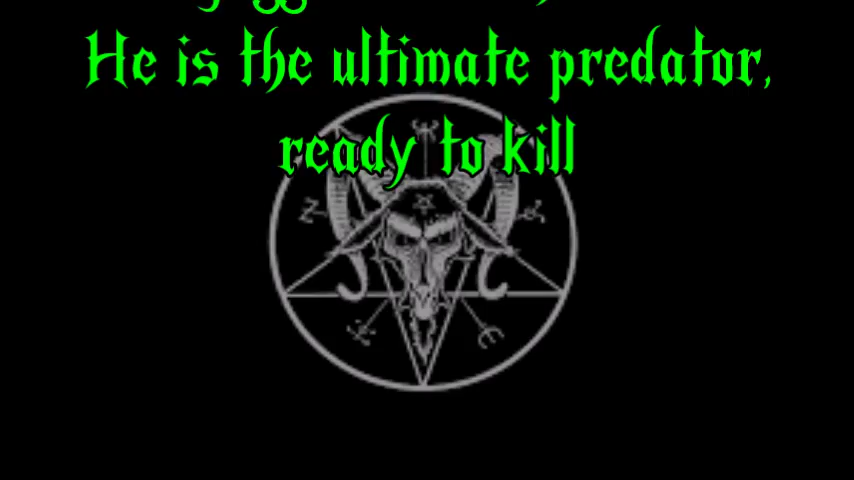 He is the ultimate predator,
ready to kill